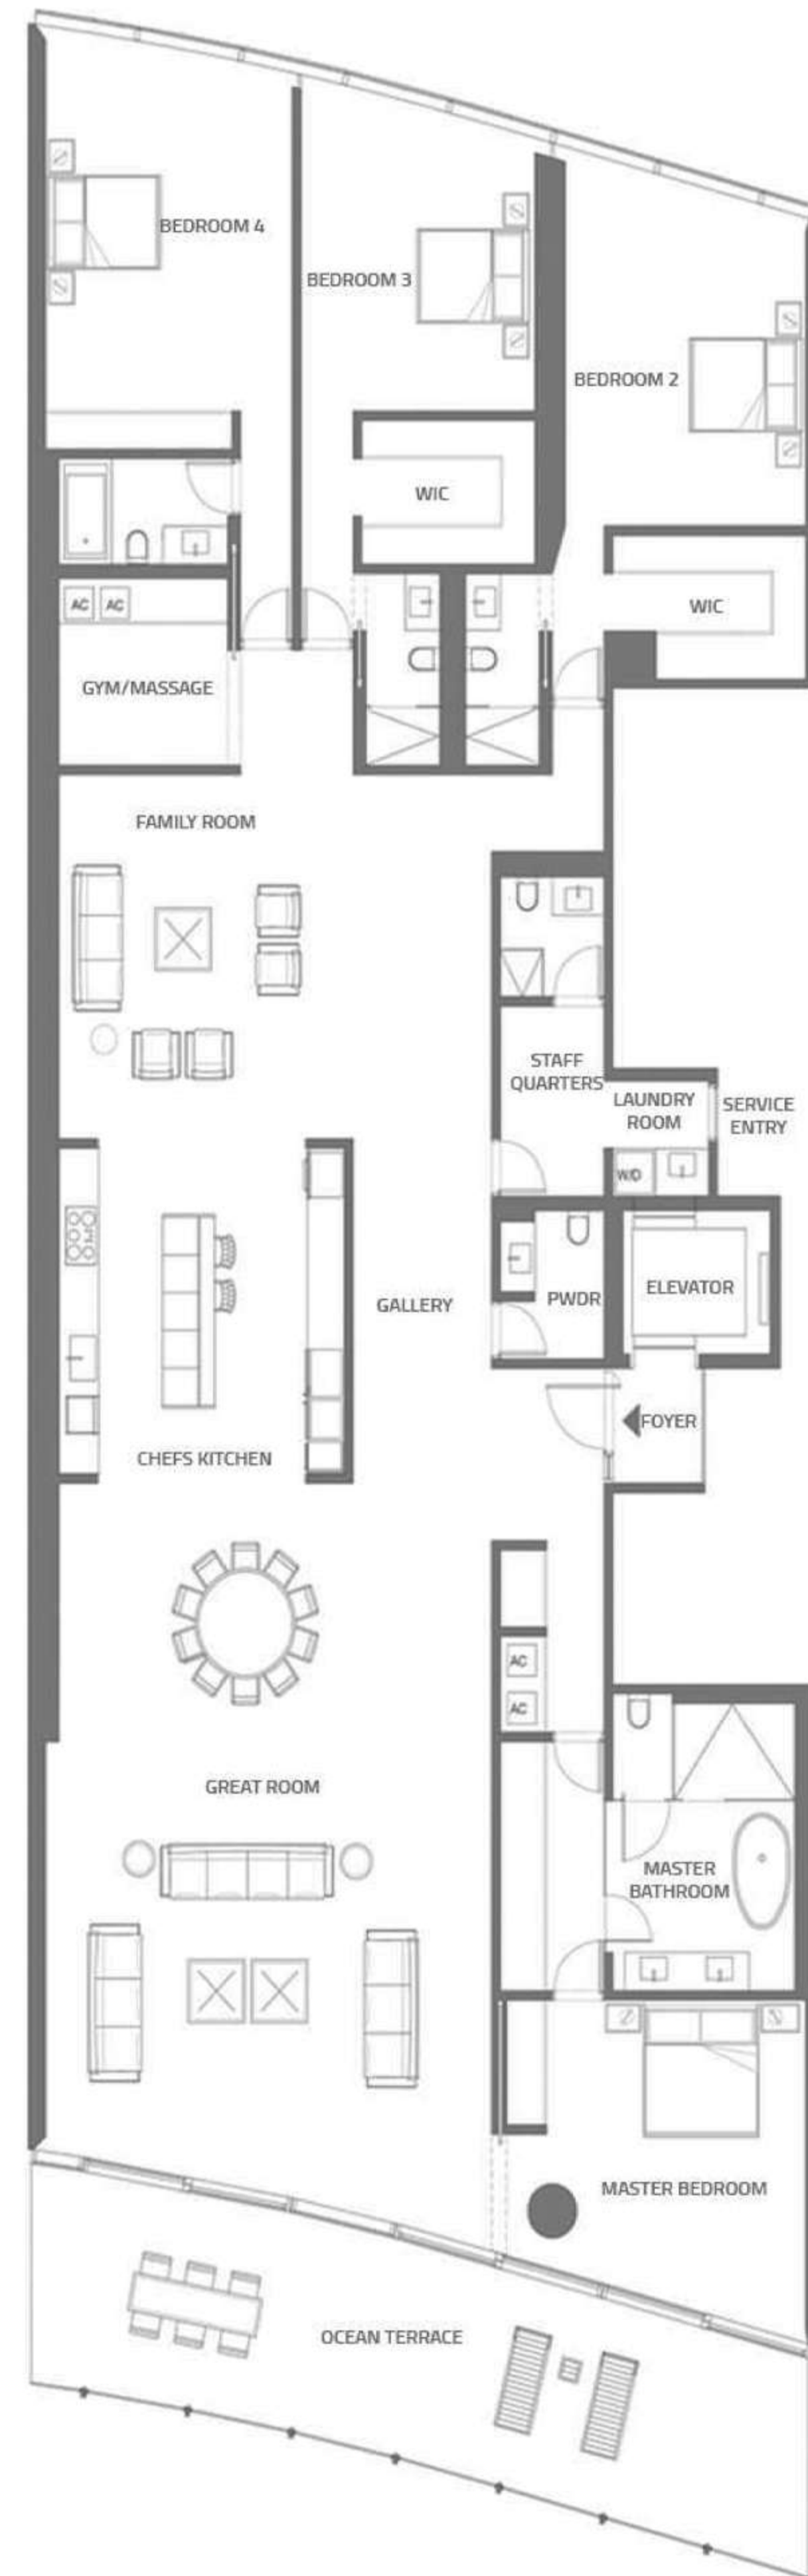 BEDROOM 4
BEDROOM 3
BEDROOM 2
WIC
WIC
AC AC
GYM/MASSAGE
FAMILY ROOM
STAFF
QUARTERS
LAUNDRY
ROOM
SERVICE
ENTRY
W/D
ELEVATOR
PWDR
GALLERY
FOYER
CHEFS KITCHEN
AC
AC
GREAT ROOM
MASTER
BATHROOM
MASTER BEDROOM
OCEAN TERRACE